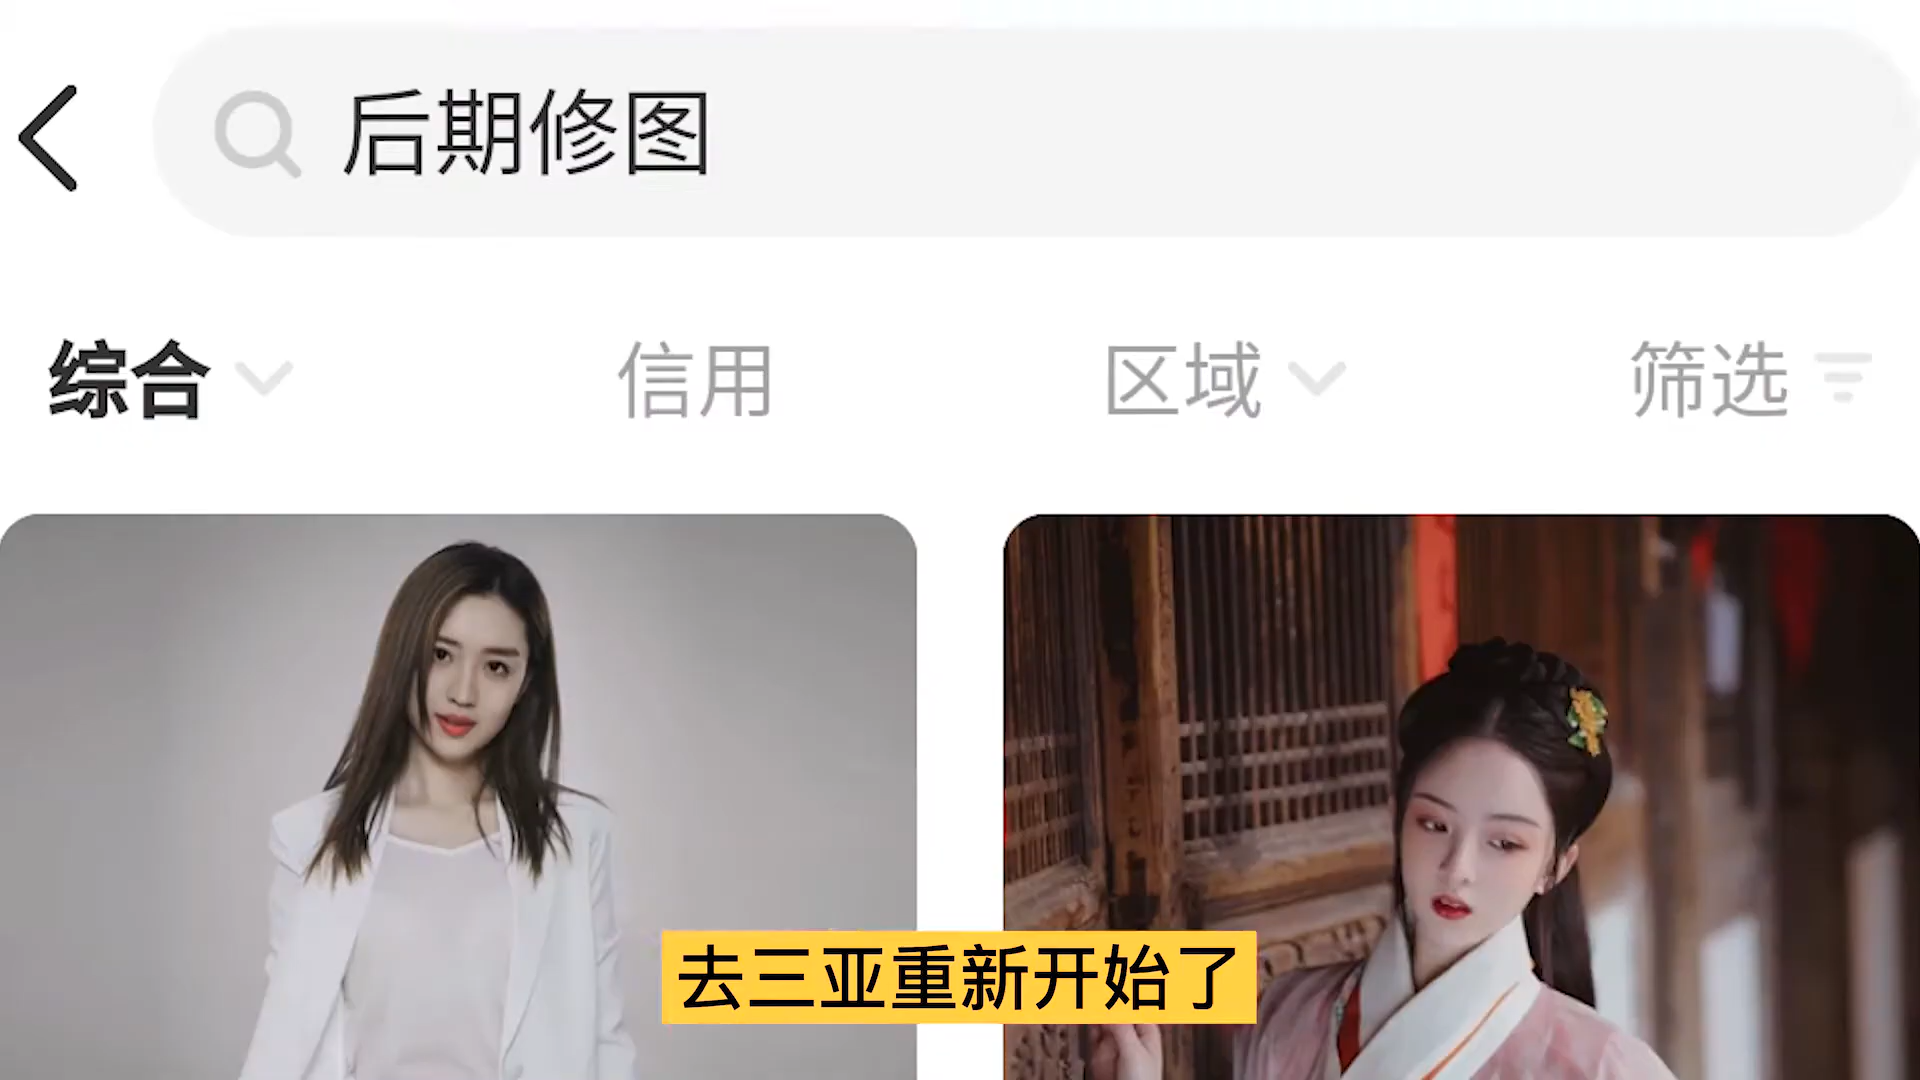 后期修图
综合
信用
区域
筛选
去三亚重新开始了